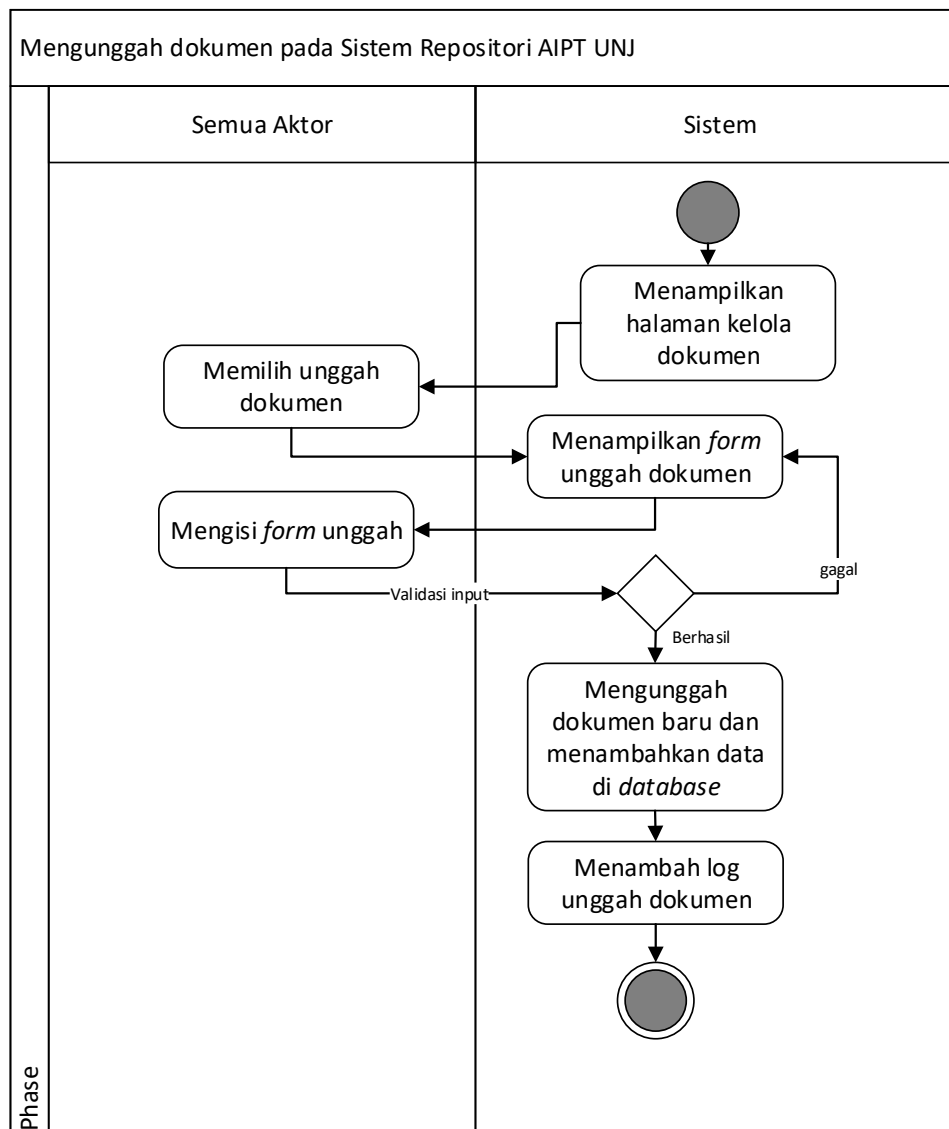 Mengunggah dokumen pada Sistem Repositori AIPT UNJ
Semua Aktor
Sistem
Menampilkan
halaman kelola
dokumen
Memilih unggah
dokumen
Menampilkan form
unggah dokumen
Mengisi form unggah
gagal
Validasi input
Berhasil
Mengunggah
dokumen baru dan
menambahkan data
di database
Menambah log
unggah dokumen
Phase